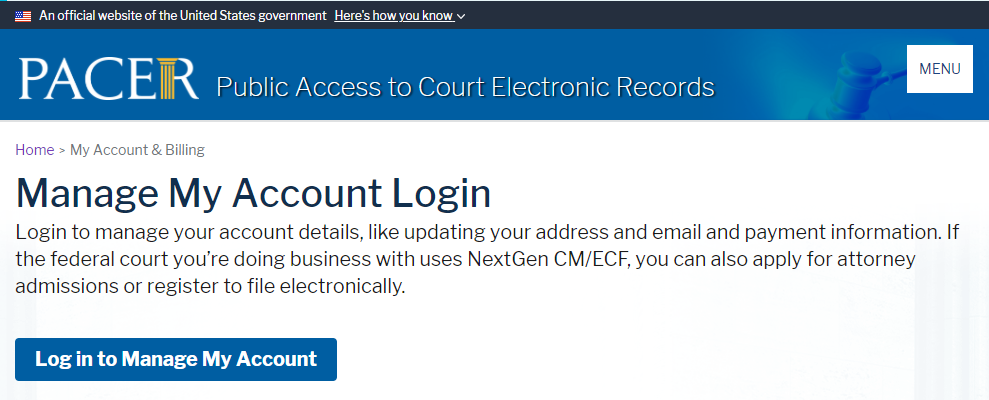 An official website of the United States government Here's how you know
PACER Public Access to Court Electronic Records
MENU
Home > My Account & Billing
Manage My Account Login
Login to manage your account details, like updating your address and email and payment information. If
the federal court you’re doing business with uses NextGen CM/ECF, you can also apply for attorney
admissions or register to file electronically.
Log in to Manage My Account